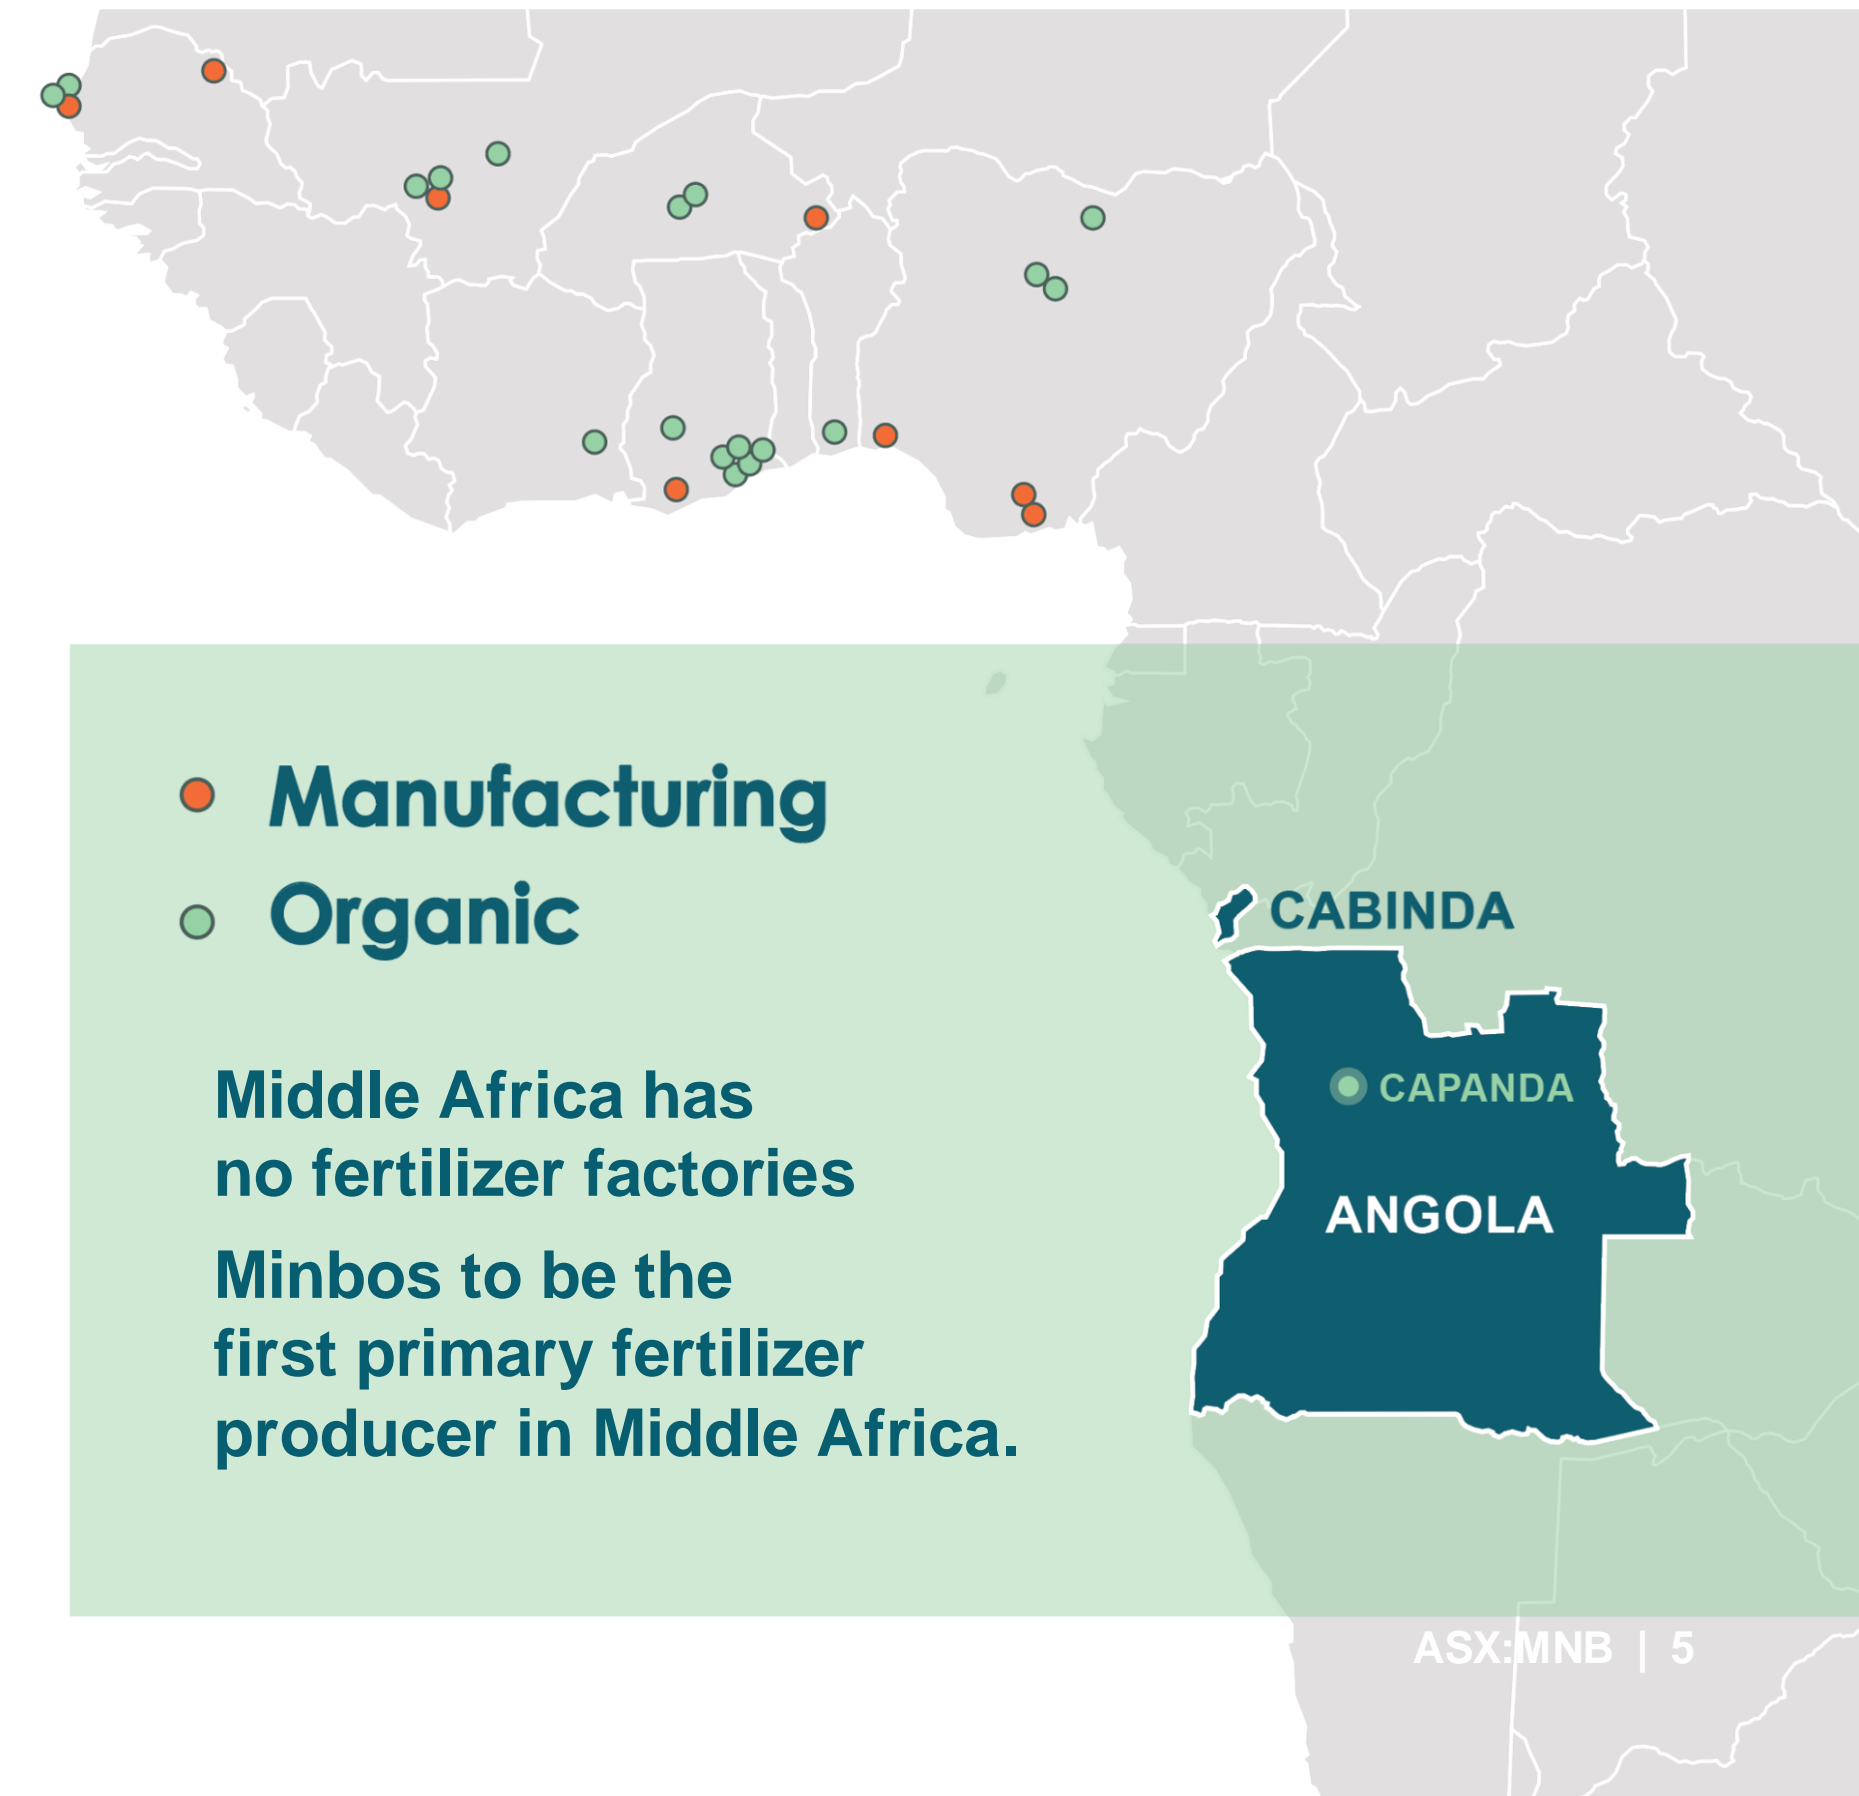 Manufacturing
Organic
CABINDA
CAPANDA
ANGOLA
Middle Africa has
no fertilizer factories
Minbos to be the
first primary fertilizer
producer in Middle Africa.
ASX:MNB | 5